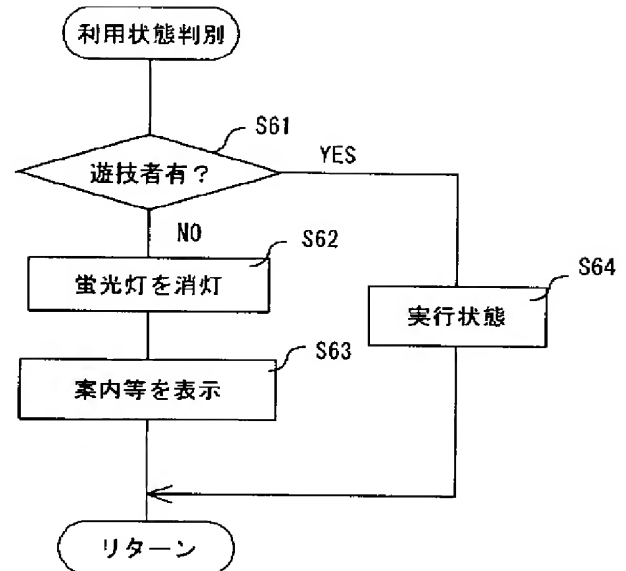 利用状態判別
S61
遊技者有?
YES
NO
S62
蛍光灯を消灯
S64
実行状態
S63
案内等を表示
リターン